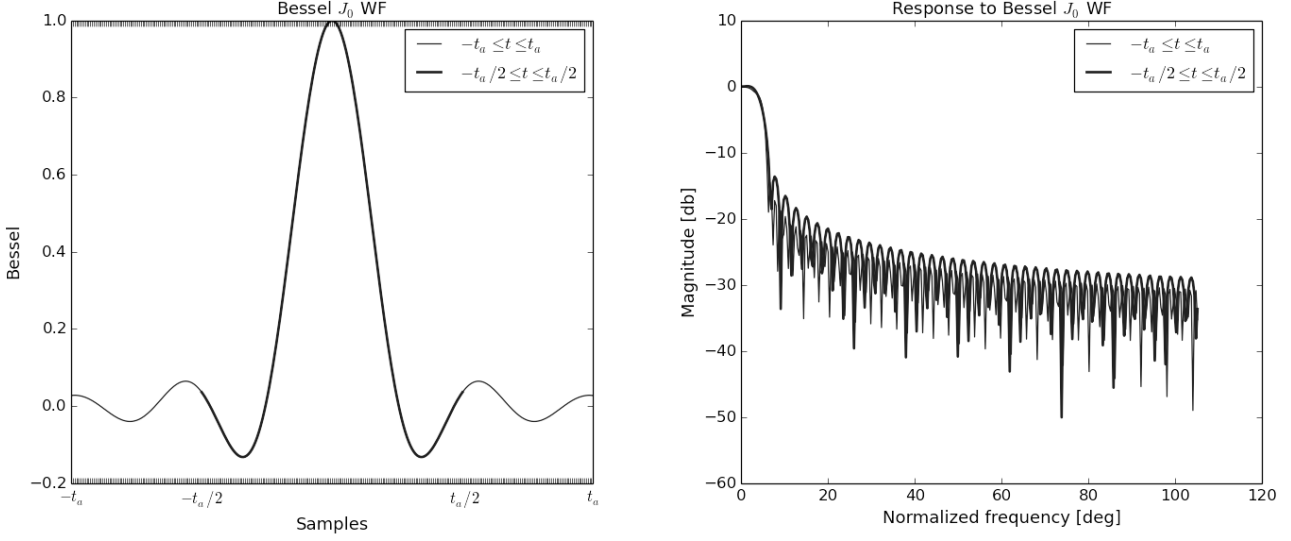 Bessel J₀ WF
1.0
0.8
0.6
0.4
0.2
0.0
−0.2
Bessel
−tₐ ≤ t ≤ tₐ
−tₐ/2 ≤ t ≤ tₐ/2
−tₐ
−tₐ/2
tₐ/2
tₐ
Samples
Response to Bessel J₀ WF
10
0
−10
−20
−30
−40
−50
−60
Magnitude [db]
−tₐ ≤ t ≤ tₐ
−tₐ/2 ≤ t ≤ tₐ/2
0
20
40
60
80
100
120
Normalized frequency [deg]